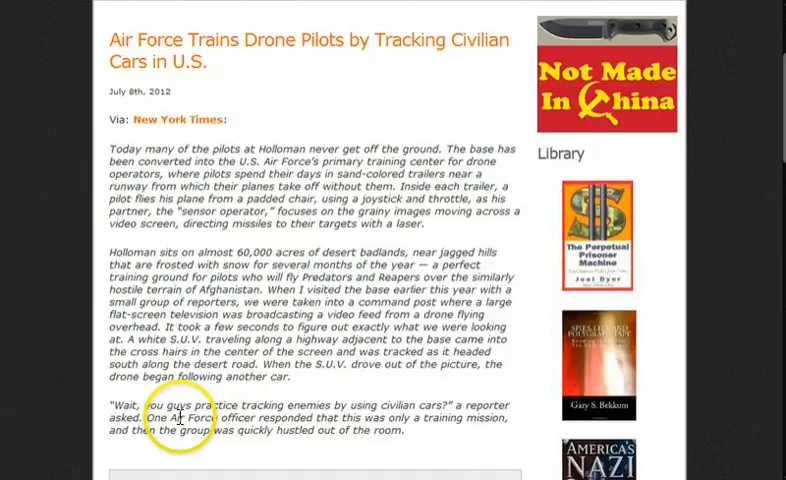 Air Force Trains Drone Pilots by Tracking Civilian
Cars in U.S.
July 8th, 2012
Via: New York Times:
Today many of the pilots at Holloman never get off the ground. The base has
been converted into the U.S. Air Force's primary training center for drone
operators, where pilots spend their days in sand-colored trailers near a
runway from which their planes take off without them. Inside each trailer, a
pilot flies his plane from a padded chair, using a joystick and throttle, as his
partner, the "sensor operator," focuses on the grainy images moving across a
video screen, directing missiles to their targets with a laser.
Holloman sits on almost 60,000 acres of desert badlands, near jagged hills
that are frosted with snow for several months of the year — a perfect
training ground for pilots who will fly Predators and Reapers over the similarly
hostile terrain of Afghanistan. When I visited the base earlier this year with a
small group of reporters, we were taken into a command post where a large
flat-screen television was broadcasting a video feed from a drone flying
overhead. It took a few seconds to figure out exactly what we were looking
at. A white S.U.V. traveling along a highway adjacent to the base came into
the cross hairs in the center of the screen and was tracked as it headed
south along the desert road. When the S.U.V. drove out of the picture, the
drone began following another car.
"Wait, you guys practice tracking enemies by using civilian cars?" a reporter
asked. One Air Force officer responded that this was only a training mission,
and then the group was quickly hustled out of the room.
Not Made
In China
Library
The Perpetual
Prisoner
Machine
Joel Dyer
SPIES, LIES AND
POLYGRAPH TAPE
Gary S. Bekkum
AMERICA'S
NAZI